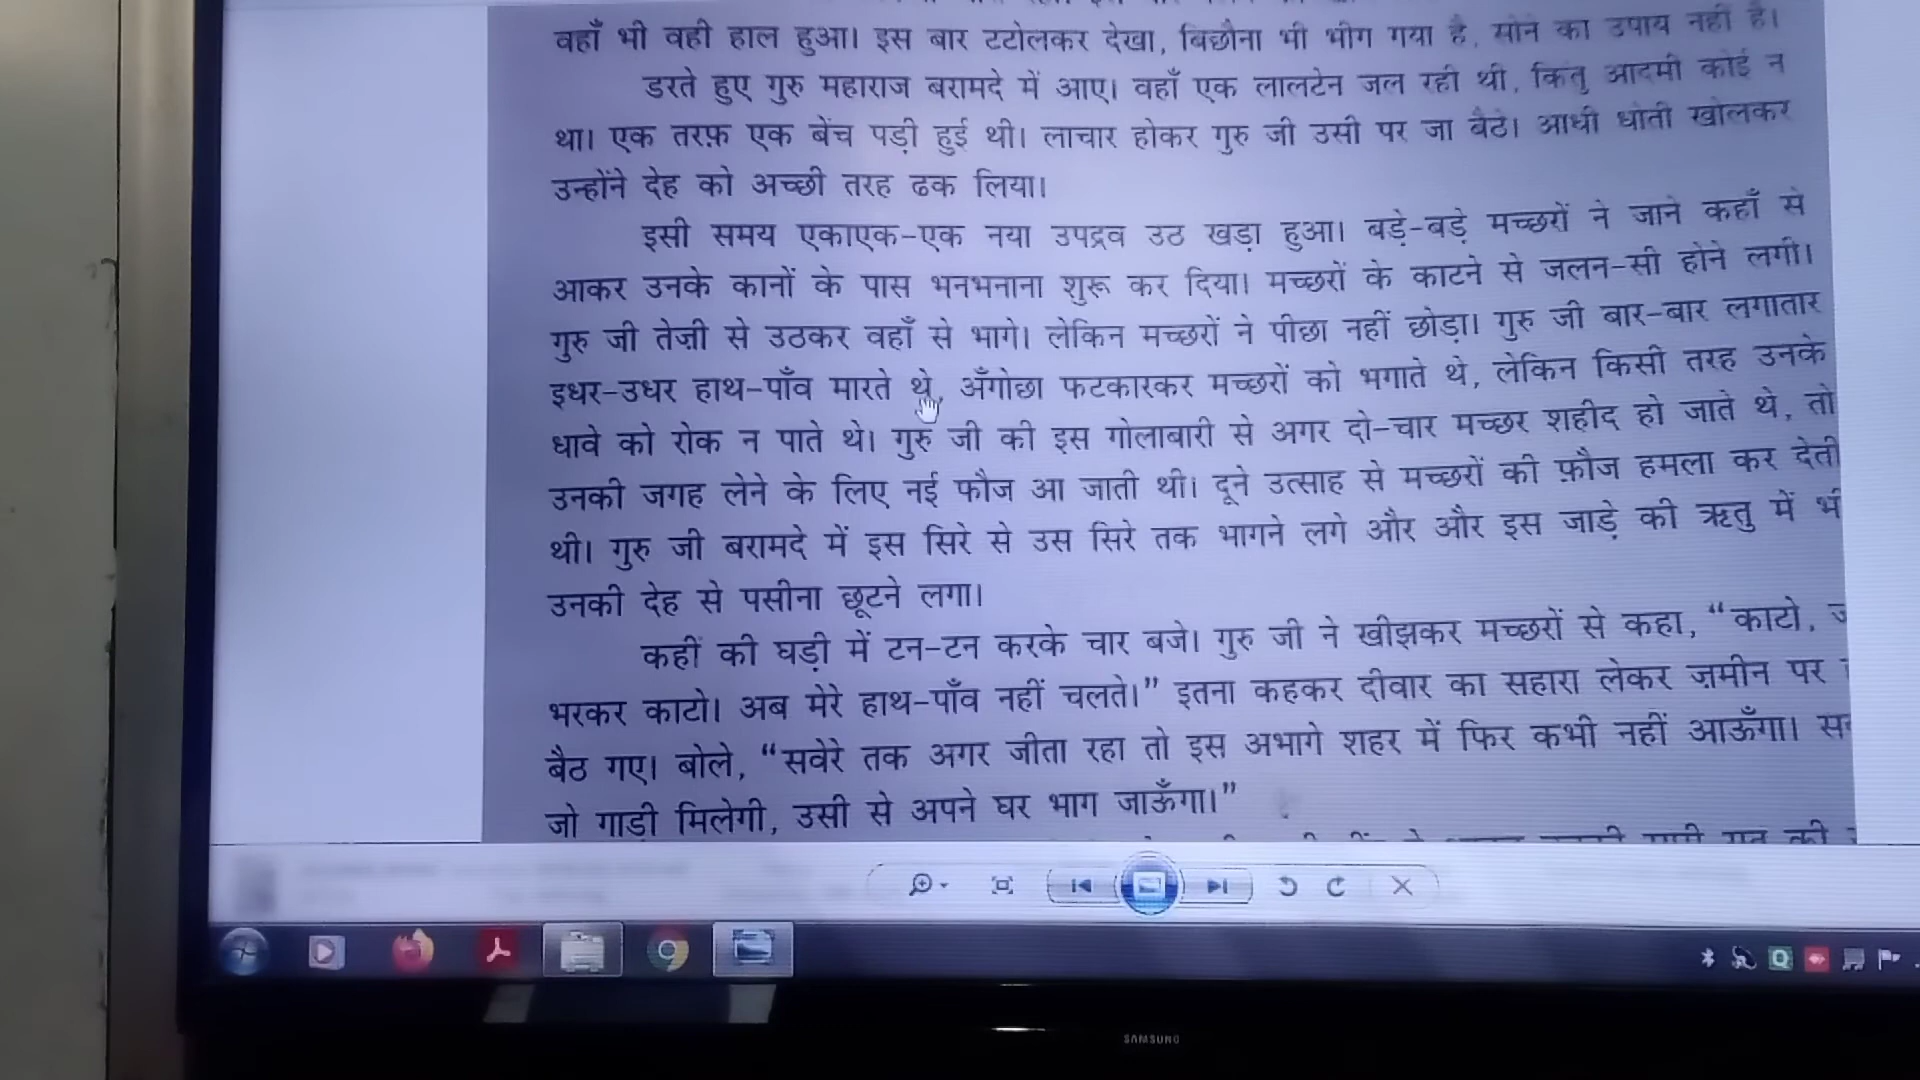 वहाँ भी वही हाल हुआ। इस बार टटोलकर देखा, बिछौना भी भीग गया है, सोने का उपाय नहीं है।
डरते हुए गुरु महाराज बरामदे में आए। वहाँ एक लालटेन जल रही थी, किंतु आदमी कोई न
था। एक तरफ़ एक बेंच पड़ी हुई थी। लाचार होकर गुरु जी उसी पर जा बैठे। आधी धोती खोलकर
उन्होंने देह को अच्छी तरह ढक लिया।
इसी समय एकाएक-एक नया उपद्रव उठ खड़ा हुआ। बड़े-बड़े मच्छरों ने जाने कहाँ से
आकर उनके कानों के पास भनभनाना शुरू कर दिया। मच्छरों के काटने से जलन-सी होने लगी।
गुरु जी तेज़ी से उठकर वहाँ से भागे। लेकिन मच्छरों ने पीछा नहीं छोड़ा। गुरु जी बार-बार लगातार
इधर-उधर हाथ-पाँव मारते थे, अँगोछा फटकारकर मच्छरों को भगाते थे, लेकिन किसी तरह उनके
धावे को रोक न पाते थे। गुरु जी की इस गोलाबारी से अगर दो-चार मच्छर शहीद हो जाते थे, तो
उनकी जगह लेने के लिए नई फौज आ जाती थी। दूने उत्साह से मच्छरों की फ़ौज हमला कर देती
थी। गुरु जी बरामदे में इस सिरे से उस सिरे तक भागने लगे और और इस जाड़े की ऋतु में भी
उनकी देह से पसीना छूटने लगा।
कहीं की घड़ी में टन-टन करके चार बजे। गुरु जी ने खीझकर मच्छरों से कहा, “काटो,
भरकर काटो। अब मेरे हाथ-पाँव नहीं चलते।” इतना कहकर दीवार का सहारा लेकर ज़मीन पर
बैठ गए। बोले, “सवेरे तक अगर जीता रहा तो इस अभागे शहर में फिर कभी नहीं आऊँगा।
जो गाड़ी मिलेगी, उसी से अपने घर भाग जाऊँगा।”
SAMSUNG